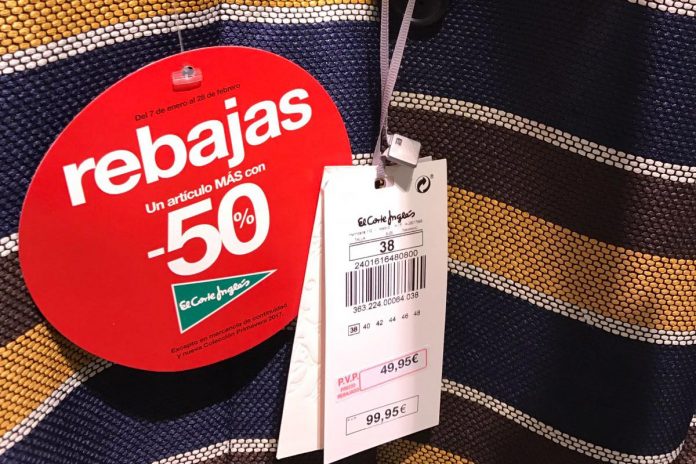 Del 7 de enero al 28 de febrero
rebajas
Un artículo MÁS con
-50%
El Corte Inglés
Excepto en mercancía de continuidad
y nueva Colección Primavera 2017.
El Corte Inglés
38
2401616480800
363.224.00064.038
38 40 42 44 46 48
P.V.P.
PRECIO
REBAJADO
49,95€
P.V.P.
99,95€